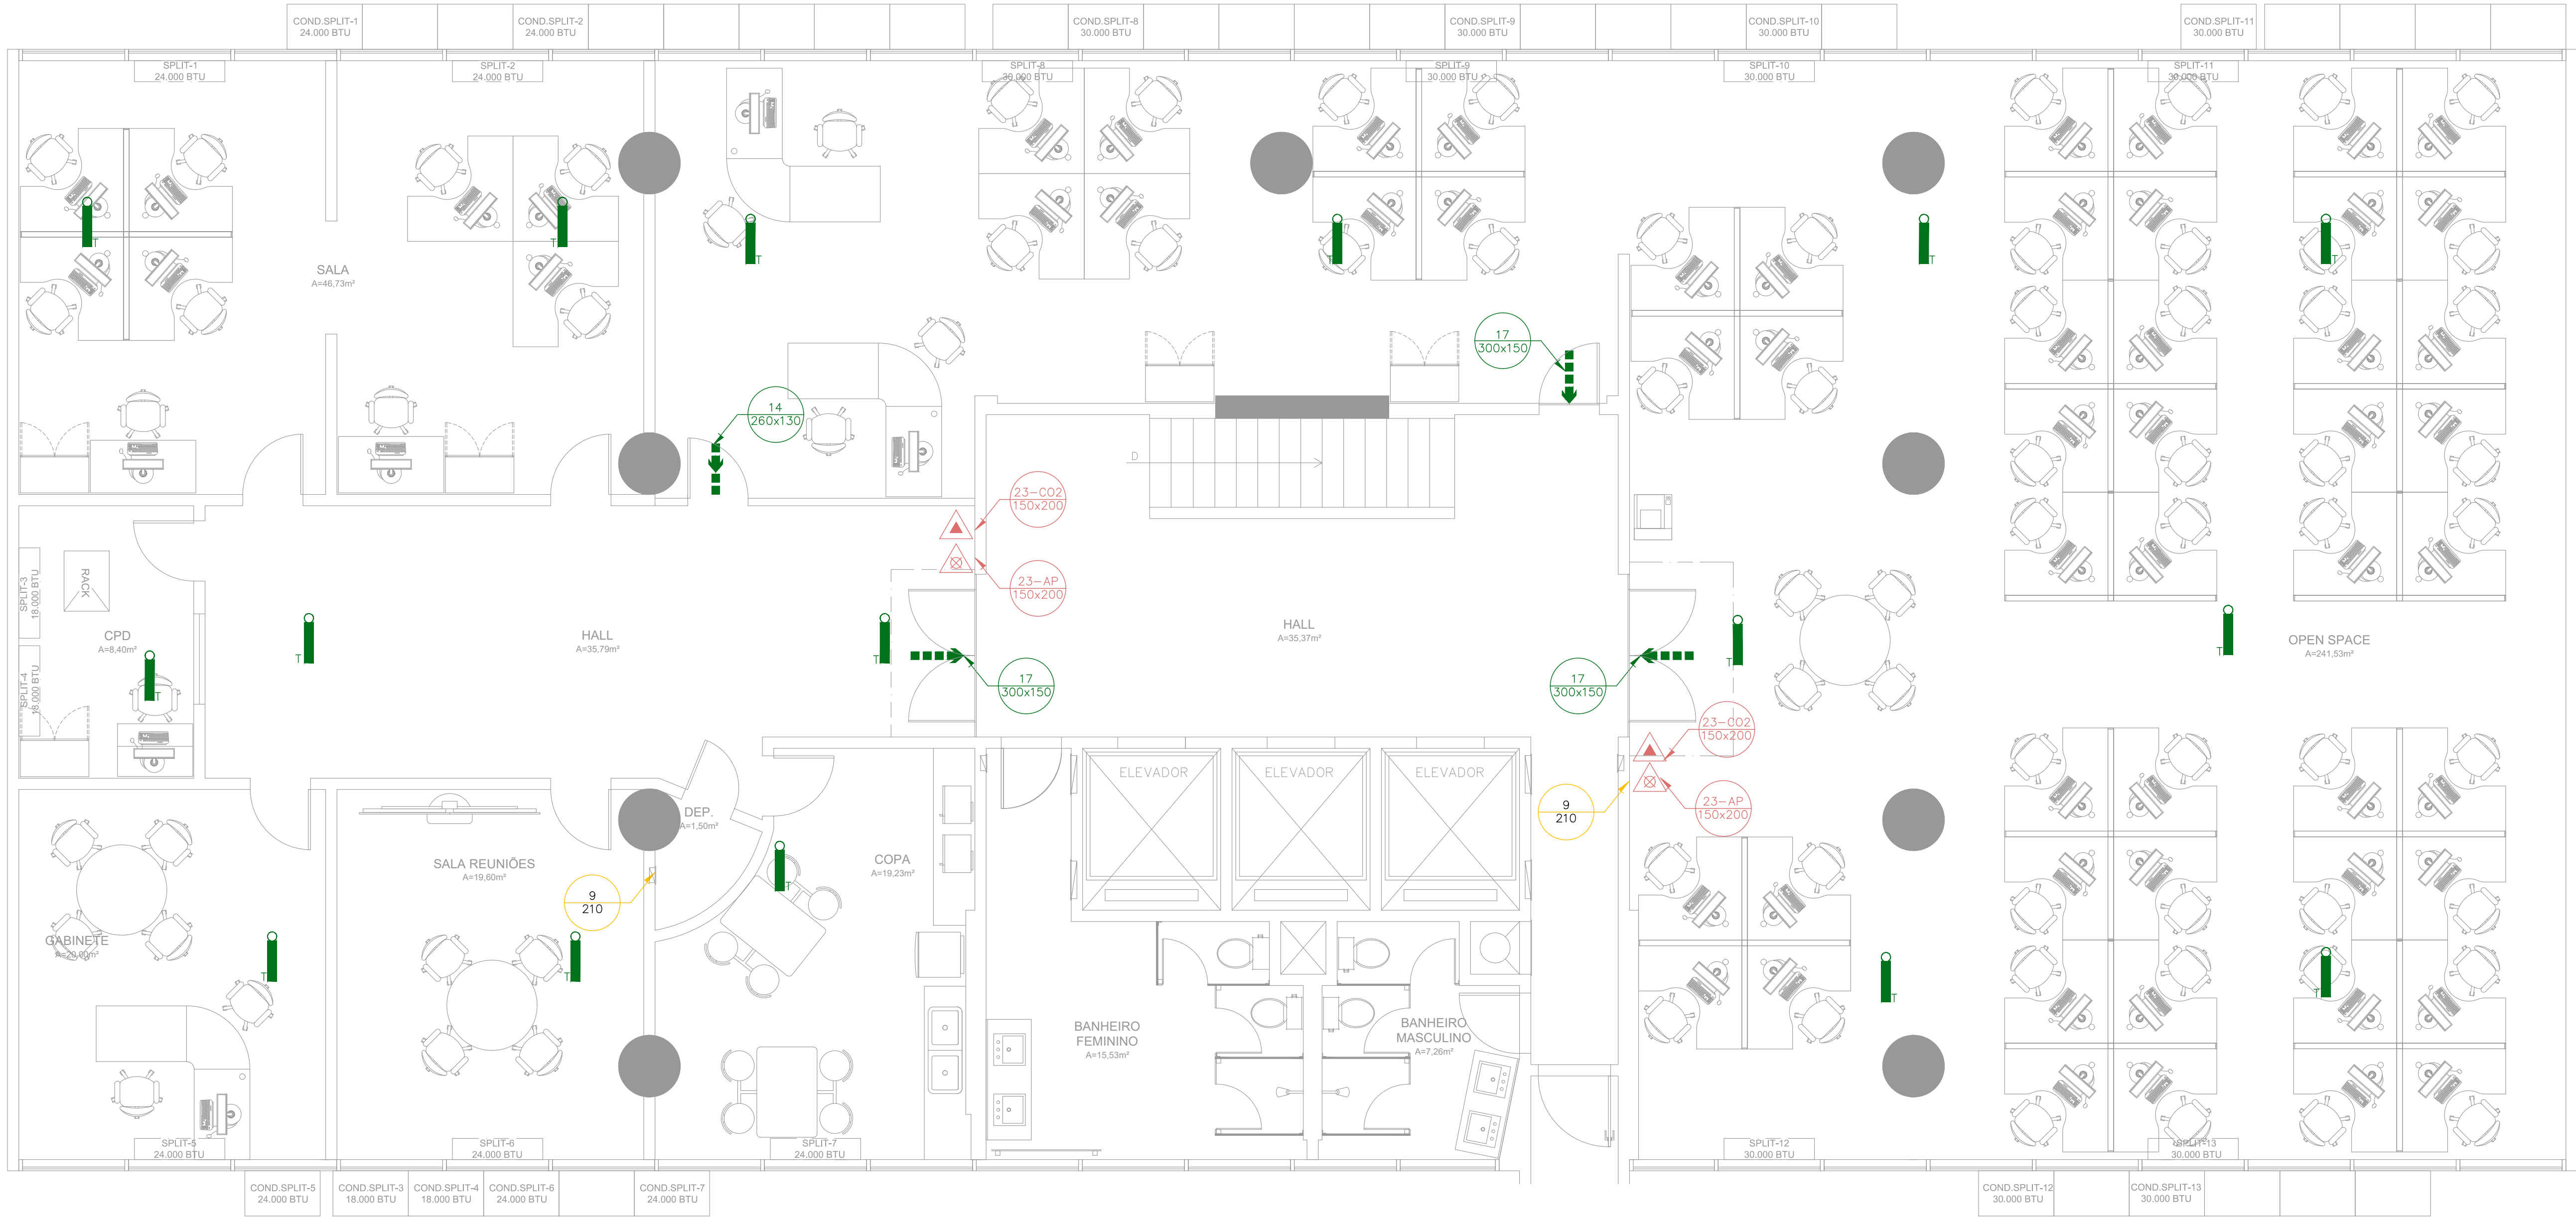 COND.SPLIT-1
24.000 BTU
COND.SPLIT-2
24.000 BTU
COND.SPLIT-8
30.000 BTU
COND.SPLIT-9
30.000 BTU
COND.SPLIT-10
30.000 BTU
COND.SPLIT-11
30.000 BTU
SPLIT-1
24.000 BTU
SPLIT-2
24.000 BTU
SPLIT-8
30.000 BTU
SPLIT-9
30.000 BTU
SPLIT-10
30.000 BTU
SPLIT-11
30.000 BTU
T
T
T
T
T
T
SALA
A=46,73m²
17
300x150
14
260x130
D
23-CO2
150x200
23-AP
150x200
SPLIT-3
18.000 BTU
RACK
CPD
A=8,40m²
SPLIT-4
18.000 BTU
T
T
HALL
A=35,79m²
T
17
300x150
HALL
A=35,37m²
17
300x150
T
T
OPEN SPACE
A=241,53m²
23-CO2
150x200
23-AP
150x200
9
210
ELEVADOR
ELEVADOR
ELEVADOR
DEP.
A=1,50m²
SALA REUNIÕES
A=19,60m²
COPA
A=19,23m²
T
9
210
GABINETE
A=20,00m²
T
T
T
T
BANHEIRO
FEMININO
A=15,53m²
BANHEIRO
MASCULINO
A=7,26m²
SPLIT-5
24.000 BTU
SPLIT-6
24.000 BTU
SPLIT-7
24.000 BTU
SPLIT-12
30.000 BTU
SPLIT-13
30.000 BTU
COND.SPLIT-5
24.000 BTU
COND.SPLIT-3
18.000 BTU
COND.SPLIT-4
18.000 BTU
COND.SPLIT-6
24.000 BTU
COND.SPLIT-7
24.000 BTU
COND.SPLIT-12
30.000 BTU
COND.SPLIT-13
30.000 BTU